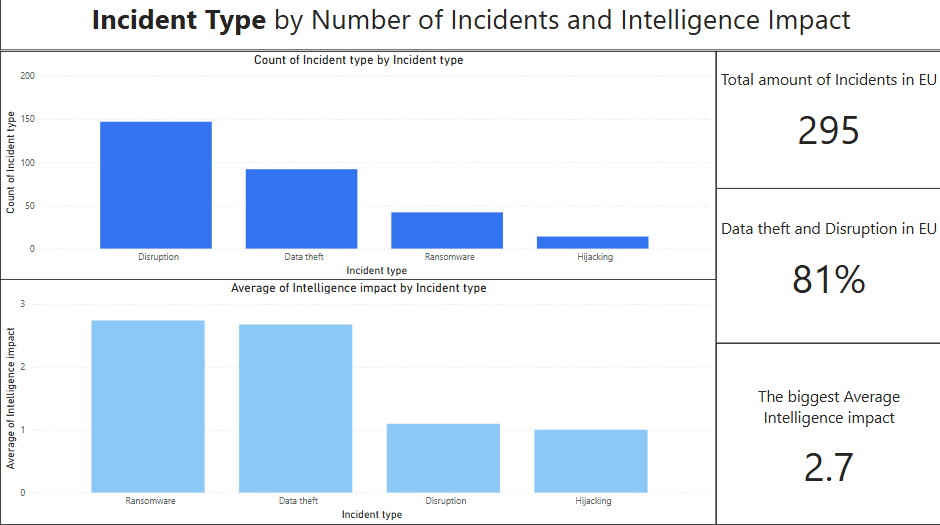 Incident Type by Number of Incidents and Intelligence Impact
Count of Incident type by Incident type
Count of Incident type
200
150
100
50
0
Disruption
Data theft
Ransomware
Hijacking
Incident type
Average of Intelligence impact by Incident type
Average of Intelligence impact
3
2
1
0
Ransomware
Data theft
Disruption
Hijacking
Incident type
Total amount of Incidents in EU
295
Data theft and Disruption in EU
81%
The biggest Average
Intelligence impact
2.7